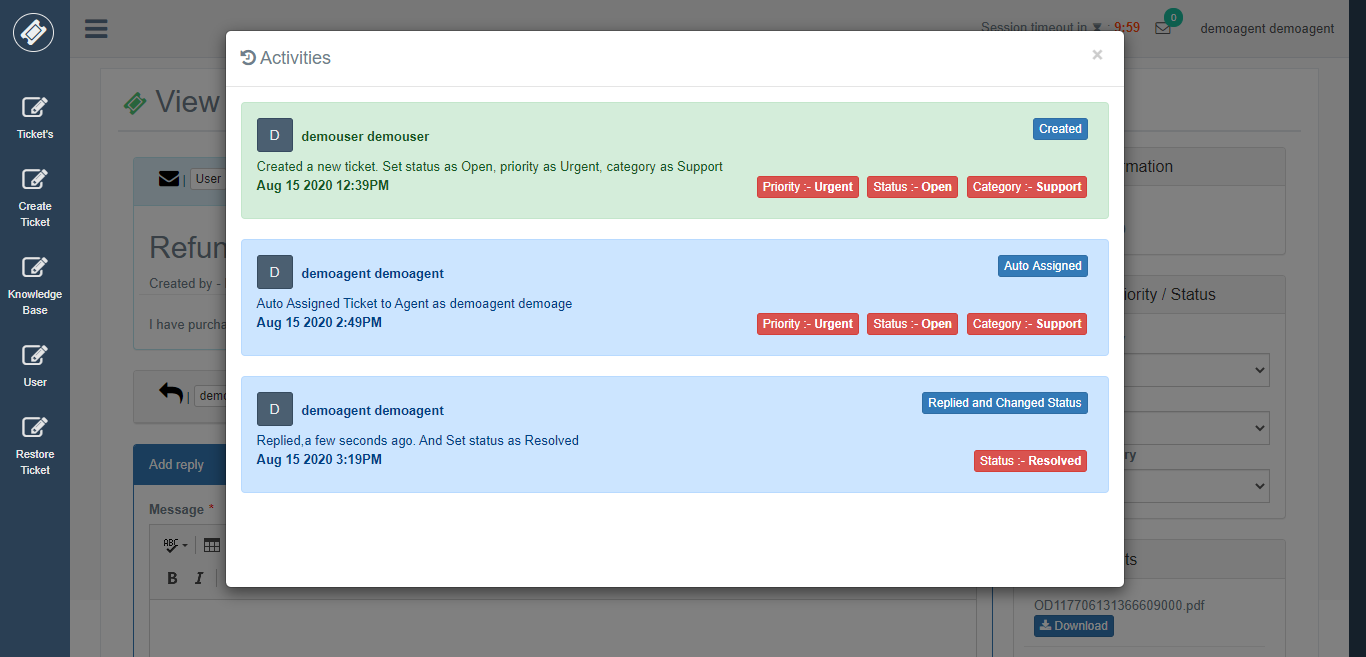 Ticket's
Create
Ticket
Knowledge
Base
User
Restore
Ticket
Session timeout in : 9:59
0
demoagent demoagent
View
User
Refun
Created by -
I have purcha
demo
Add reply
Message *
ABC
B I
Activities
×
D demouser demouser
Created
Created a new ticket. Set status as Open, priority as Urgent, category as Support
Aug 15 2020 12:39PM
Priority :- Urgent Status :- Open Category :- Support
D demoagent demoagent
Auto Assigned
Auto Assigned Ticket to Agent as demoagent demoage
Aug 15 2020 2:49PM
Priority :- Urgent Status :- Open Category :- Support
D demoagent demoagent
Replied and Changed Status
Replied,a few seconds ago. And Set status as Resolved
Aug 15 2020 3:19PM
Status :- Resolved
rmation
iority / Status
ry
ts
OD117706131366609000.pdf
Download